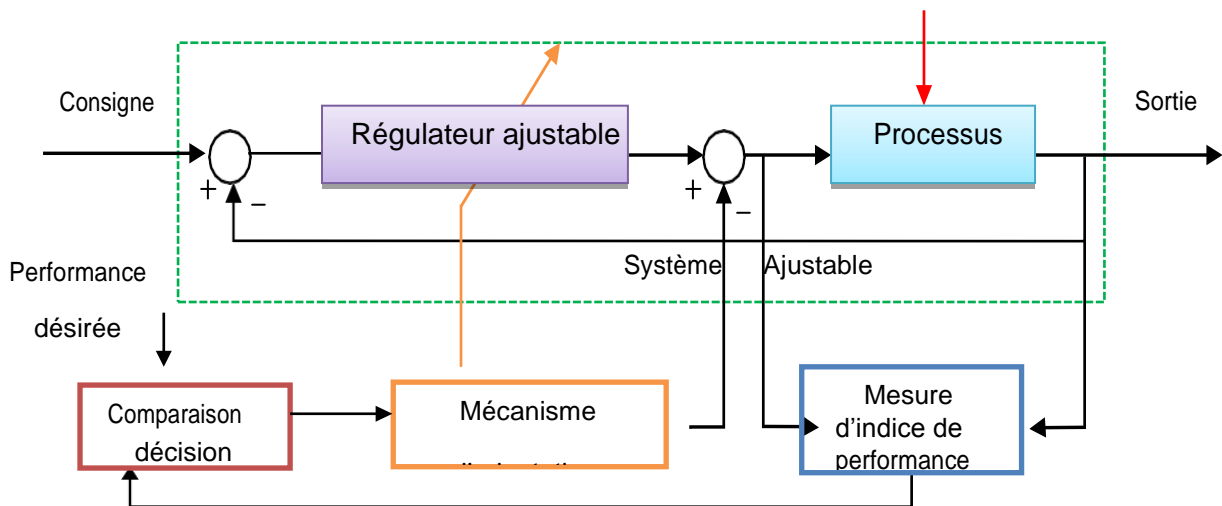 Consigne
Régulateur ajustable
Processus
Sortie
+
−
+
−
Système
Ajustable
Performance
désirée
Comparaison
décision
Mécanisme
Mesure
d'indice de
performance